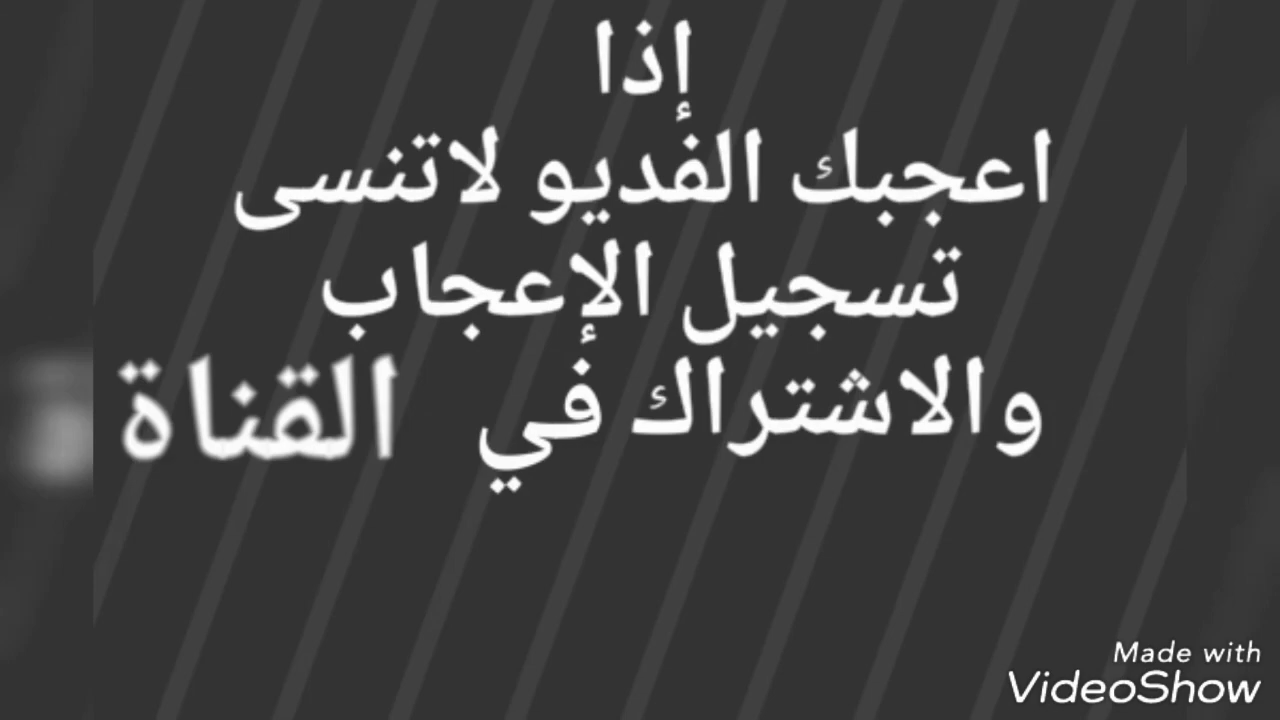 إذا
اعجبك الفديو لاتنسى
تسجيل الإعجاب
والاشتراك في القناة
Made with
VideoShow